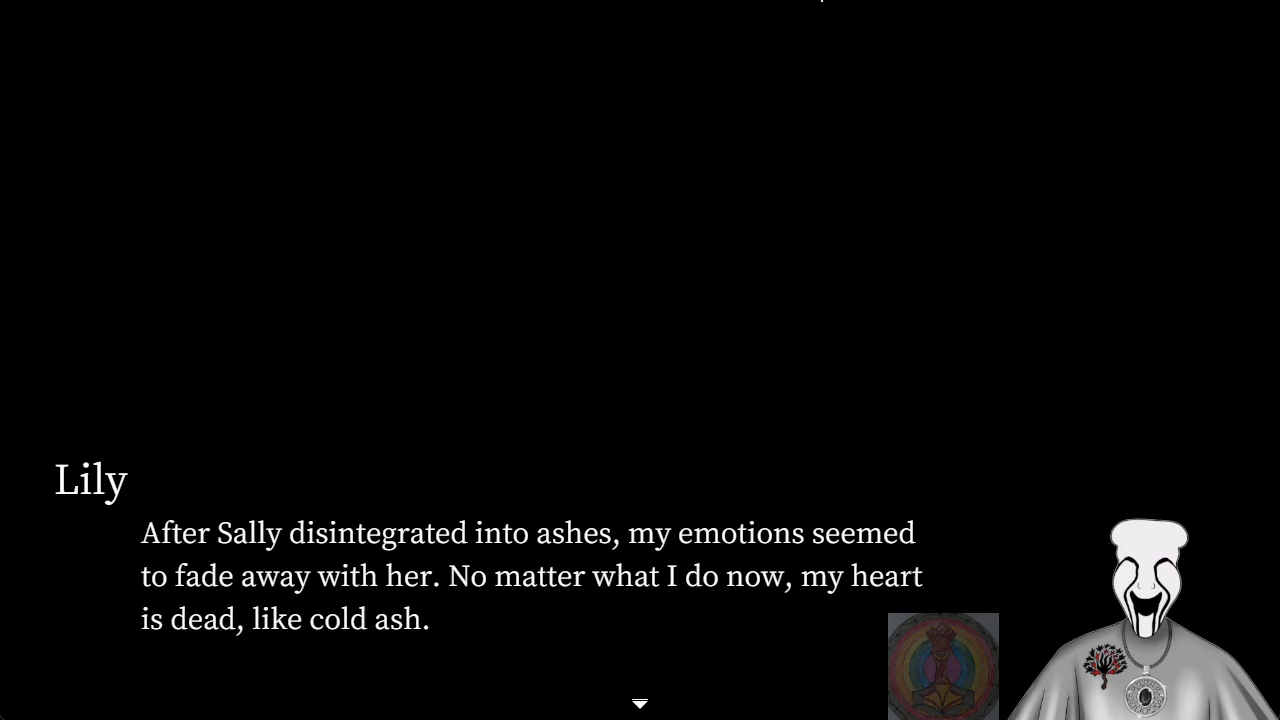 Lily
After Sally disintegrated into ashes, my emotions seemed
to fade away with her. No matter what I do now, my heart
is dead, like cold ash.